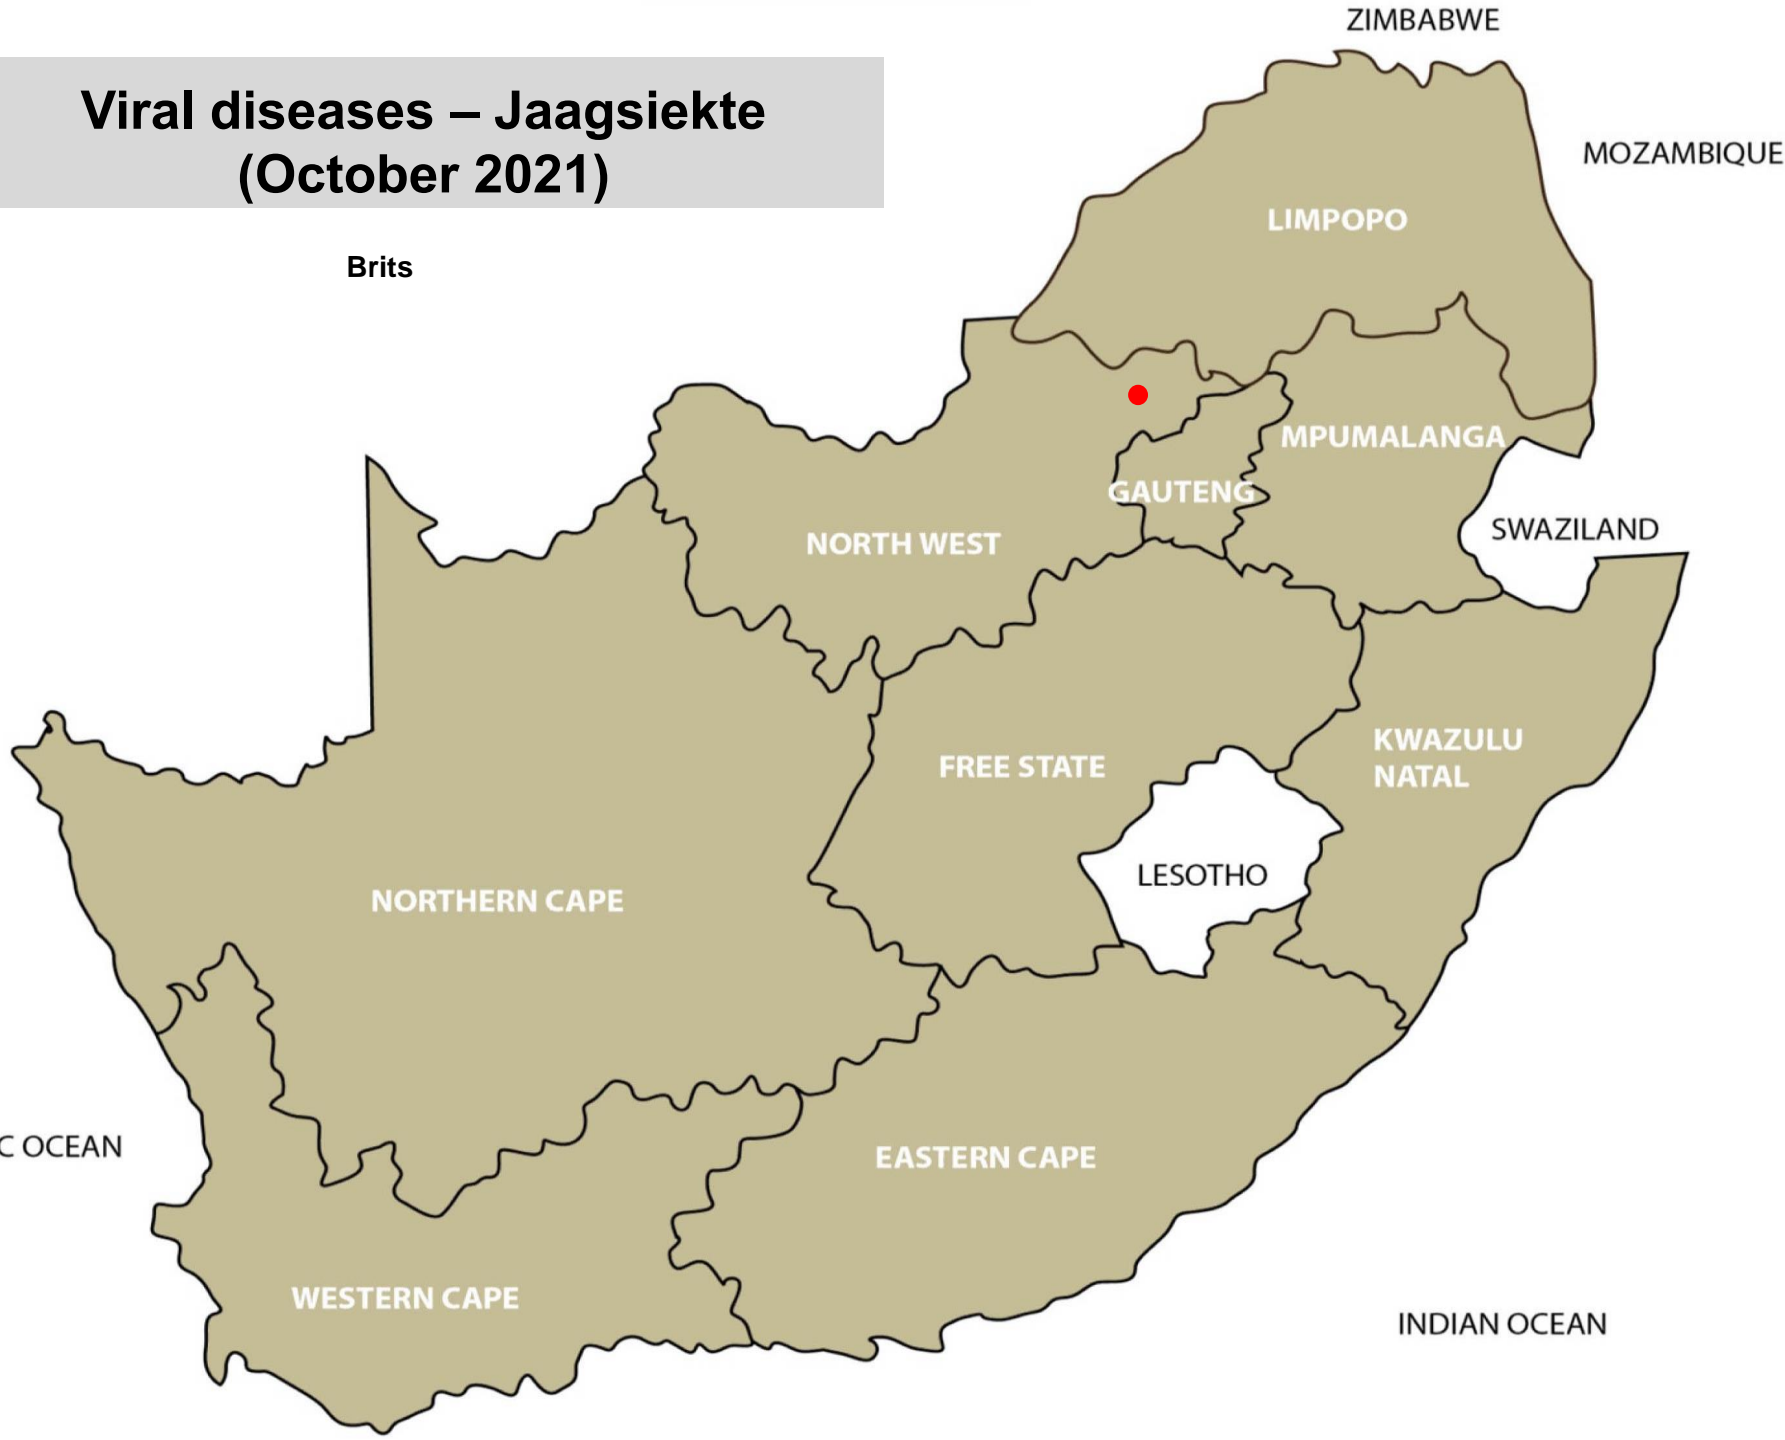 ZIMBABWE
Viral diseases – Jaagsiekte
(October 2021)
MOZAMBIQUE
LIMPOPO
Brits
MPUMALANGA
GAUTENG
SWAZILAND
NORTH WEST
KWAZULU
NATAL
FREE STATE
LESOTHO
NORTHERN CAPE
C OCEAN
EASTERN CAPE
WESTERN CAPE
INDIAN OCEAN